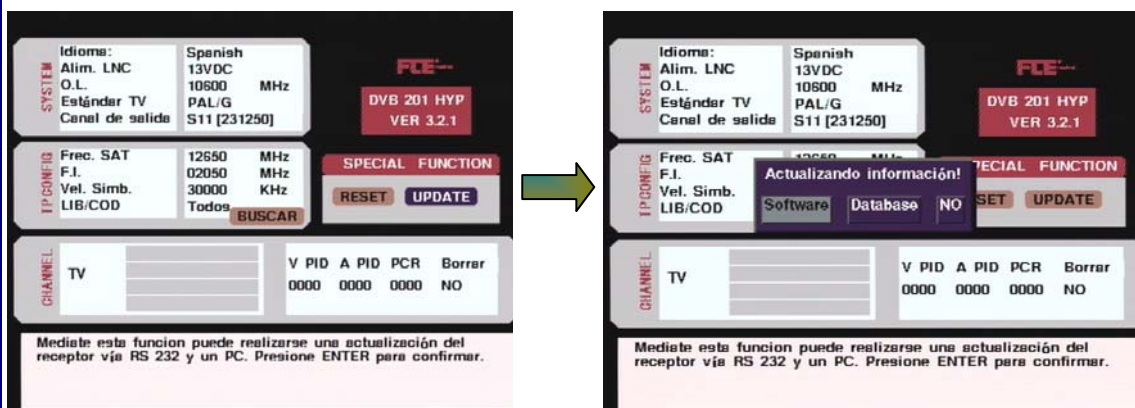 SYSTEM
Idioma: Spanish
Alim. LNC 13VDC
O.L. 10600 MHz
Estándar TV PAL/G
Canal de salida S11 [231250]
FTE
DVB 201 HYP
VER 3.2.1
TP CONFIG
Frec. SAT 12650 MHz
F.I. 02050 MHz
Vel. Simb. 30000 KHz
LIB/COD Todos
BUSCAR
SPECIAL FUNCTION
RESET UPDATE
CHANNEL
TV
V PID A PID PCR Borrar
0000 0000 0000 NO
Mediate esta funcion puede realizarse una actualización del
receptor vía RS 232 y un PC. Presione ENTER para confirmar.
SYSTEM
Idioma: Spanish
Alim. LNC 13VDC
O.L. 10600 MHz
Estándar TV PAL/G
Canal de salida S11 [231250]
FTE
DVB 201 HYP
VER 3.2.1
TP CONFIG
Frec. SAT 12650 MHz
F.I.
Vel. Simb.
LIB/COD
Actualizando información!
Software Database NO
PECIAL FUNCTION
SET UPDATE
CHANNEL
TV
V PID A PID PCR Borrar
0000 0000 0000 NO
Mediate esta funcion puede realizarse una actualización del
receptor vía RS 232 y un PC. Presione ENTER para confirmar.